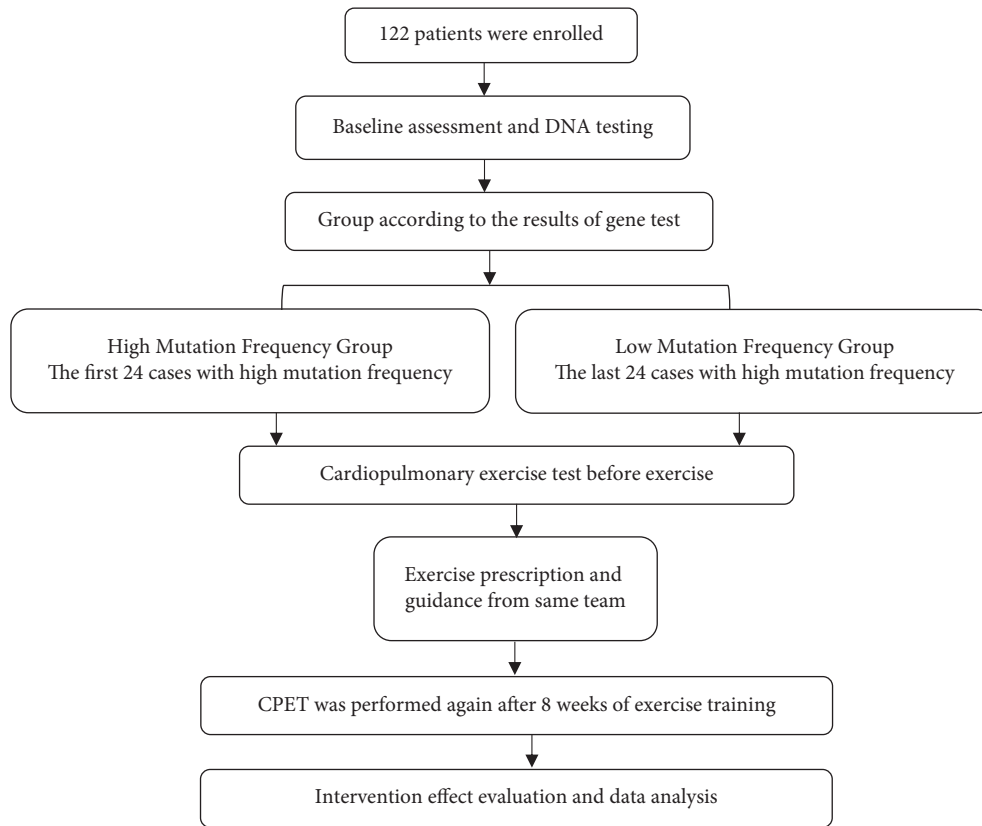 122 patients were enrolled
Baseline assessment and DNA testing
Group according to the results of gene test
High Mutation Frequency Group
The first 24 cases with high mutation frequency
Low Mutation Frequency Group
The last 24 cases with high mutation frequency
Cardiopulmonary exercise test before exercise
Exercise prescription and
guidance from same team
CPET was performed again after 8 weeks of exercise training
Intervention effect evaluation and data analysis